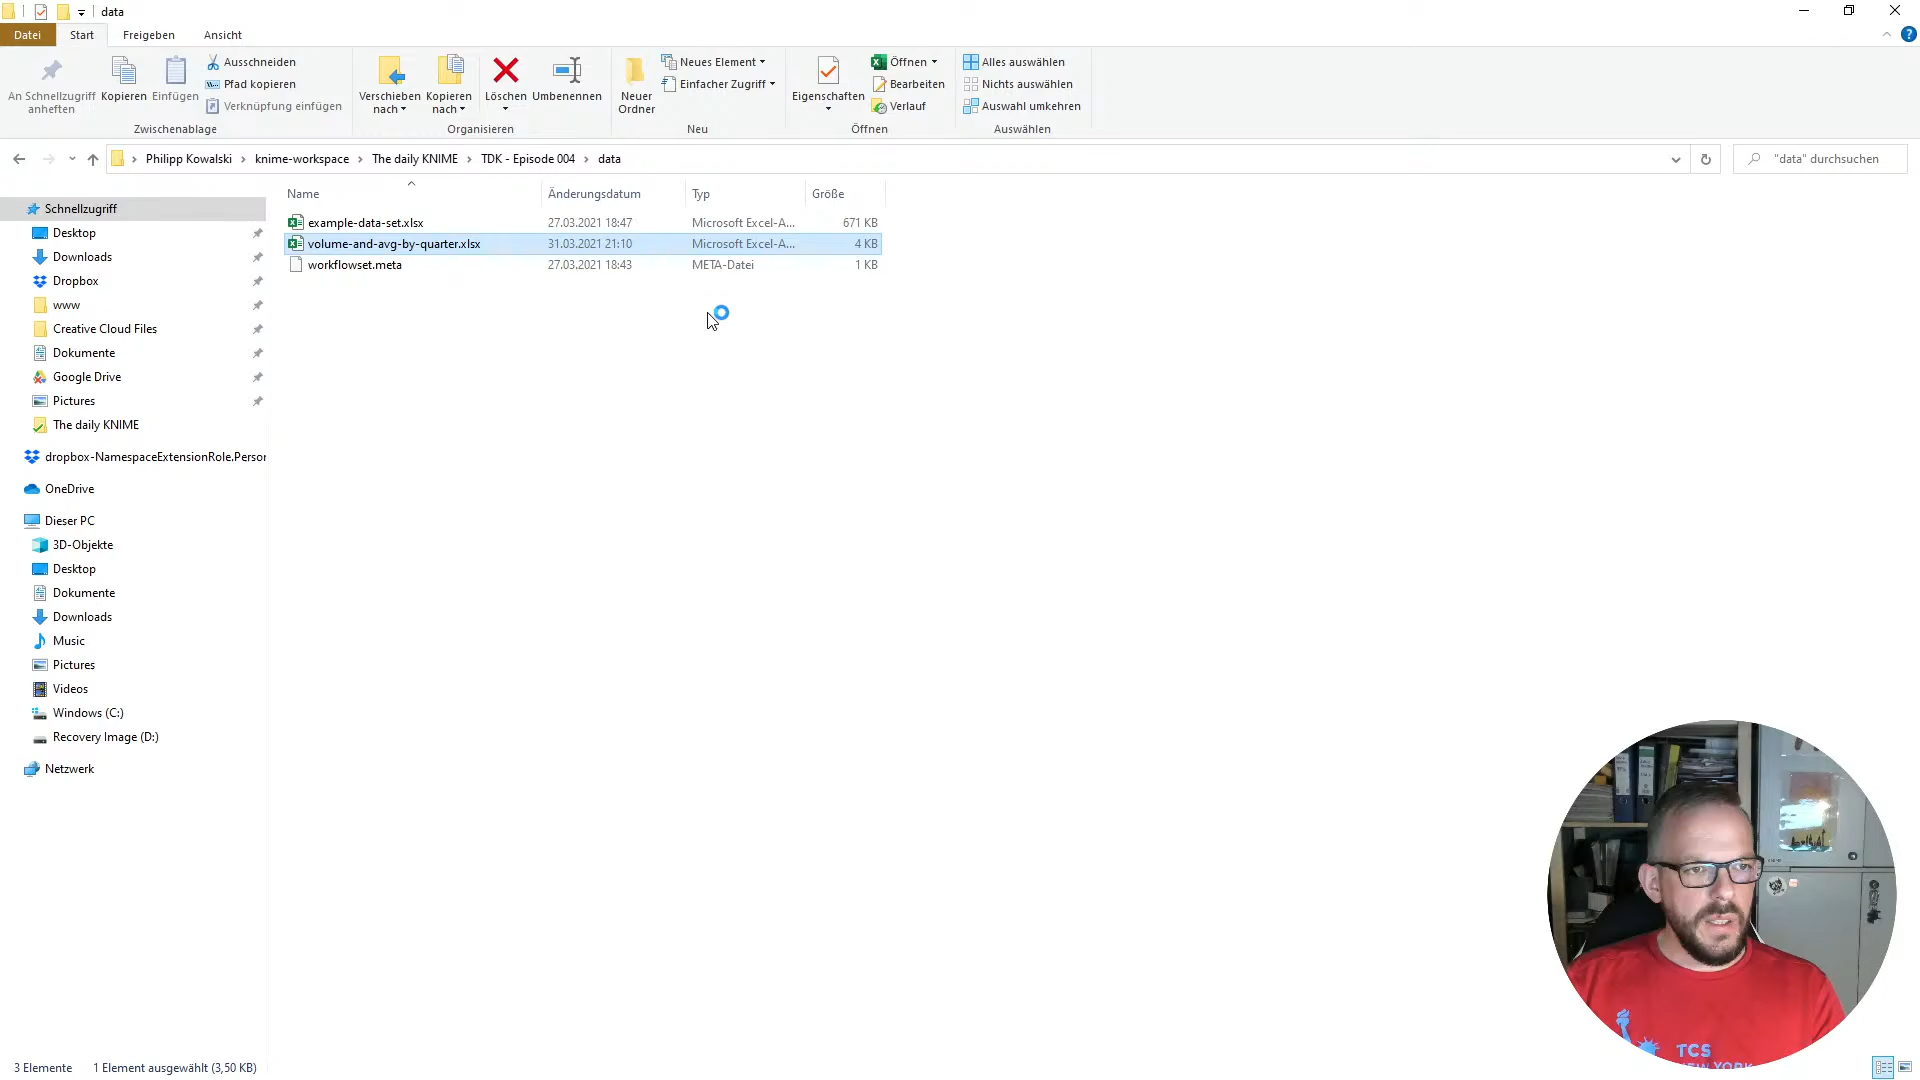 data
Datei Start Freigeben Ansicht
An Schnellzugriff anheften
Kopieren
Einfügen
Ausschneiden
Pfad kopieren
Verknüpfung einfügen
Zwischenablage
Verschieben nach
Kopieren nach
Löschen
Umbenennen
Organisieren
Neuer Ordner
Neues Element
Einfacher Zugriff
Neu
Eigenschaften
Öffnen
Bearbeiten
Verlauf
Öffnen
Alles auswählen
Nichts auswählen
Auswahl umkehren
Auswählen
Philipp Kowalski › knime-workspace › The daily KNIME › TDK - Episode 004 › data
"data" durchsuchen
Name Änderungsdatum Typ Größe
example-data-set.xlsx 27.03.2021 18:47 Microsoft Excel-A... 671 KB
volume-and-avg-by-quarter.xlsx 31.03.2021 21:10 Microsoft Excel-A... 4 KB
workflowset.meta 27.03.2021 18:43 META-Datei 1 KB
Schnellzugriff
Desktop
Downloads
Dropbox
www
Creative Cloud Files
Dokumente
Google Drive
Pictures
The daily KNIME
dropbox-NamespaceExtensionRole.Person
OneDrive
Dieser PC
3D-Objekte
Desktop
Dokumente
Downloads
Music
Pictures
Videos
Windows (C:)
Recovery Image (D:)
Netzwerk
TCS
NEW YORK
3 Elemente 1 Element ausgewählt (3,50 KB)